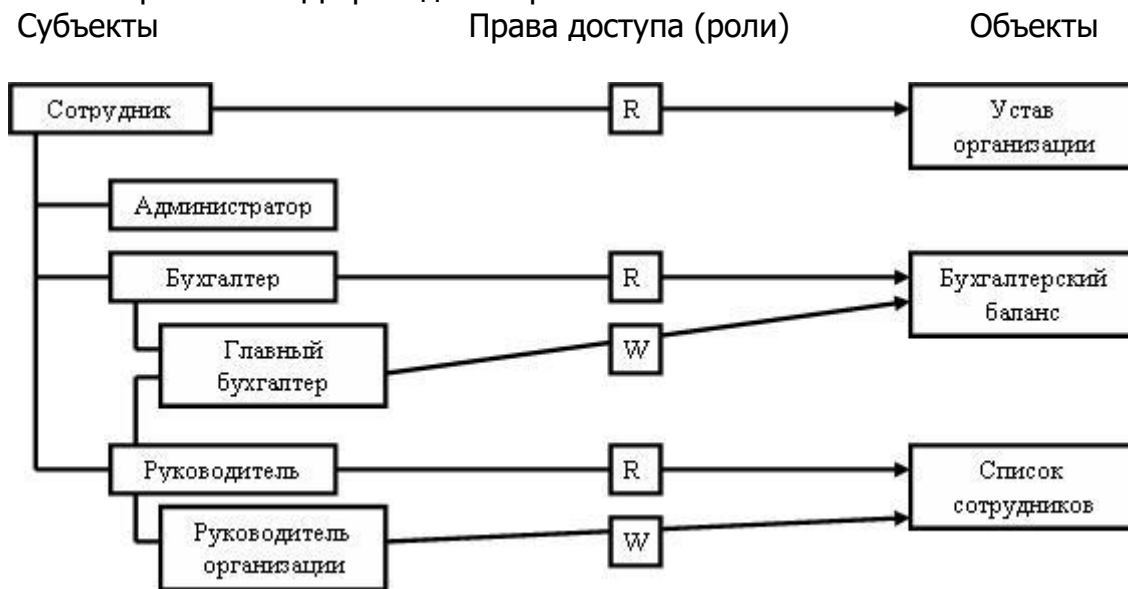 Субъекты Права доступа (роли) Объекты
Сотрудник R Устав
организации
Администратор
Бухгалтер R Бухгалтерский
баланс
Главный
бухгалтер W
Руководитель R Список
сотрудников
Руководитель
организации W